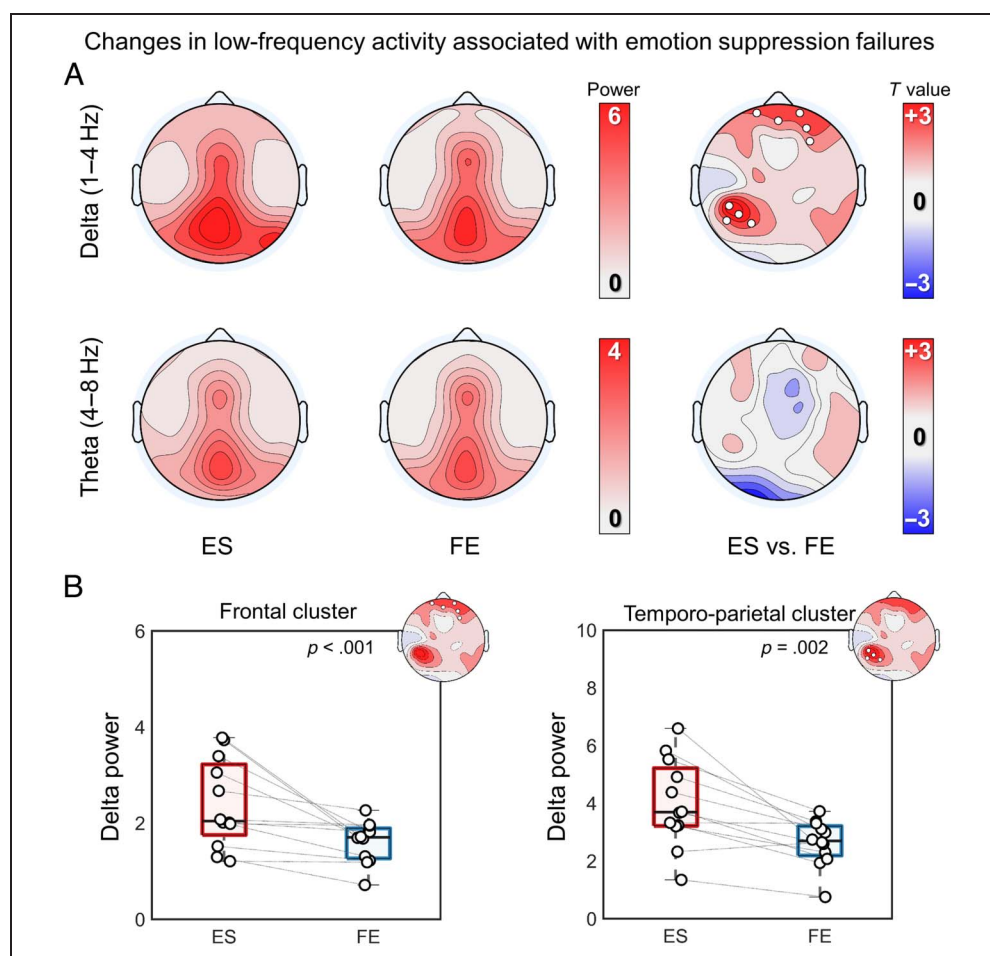 Changes in low-frequency activity associated with emotion suppression failures
A
Power
T value
Delta (1–4 Hz)
6
0
+3
0
–3
Theta (4–8 Hz)
4
0
+3
0
–3
ES
FE
ES vs. FE
B
Frontal cluster
p < .001
Delta power
6
4
2
0
ES
FE
Temporo-parietal cluster
p = .002
Delta power
10
8
6
4
2
0
ES
FE